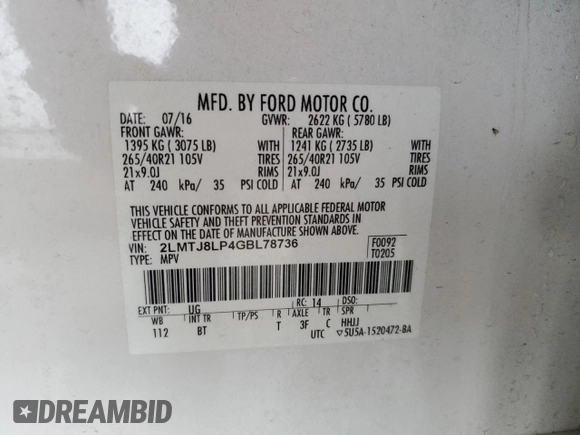 MFD. BY FORD MOTOR CO.
DATE: 07/16 GVWR: 2622 KG ( 5780 LB)
FRONT GAWR: REAR GAWR:
1395 KG ( 3075 LB) WITH 1241 KG ( 2735 LB) WITH
265/40R21 105V TIRES 265/40R21 105V TIRES
21x9.0J RIMS 21x9.0J RIMS
AT 240 kPa/ 35 PSI COLD AT 240 kPa/ 35 PSI COLD
THIS VEHICLE CONFORMS TO ALL APPLICABLE FEDERAL MOTOR
VEHICLE SAFETY AND THEFT PREVENTION STANDARDS IN
EFFECT ON THE DATE OF MANUFACTURE SHOWN ABOVE.
VIN: 2LMTJ8LP4GBL78736 F0092
TYPE: MPV T0205
EXT PNT: UG RC: 14 DSO:
WB INT TR TP/PS R AXLE TR SPR
112 BT T 3F C HHJJ
UTC ▽5U5A-1520472-BA
DREAMBID